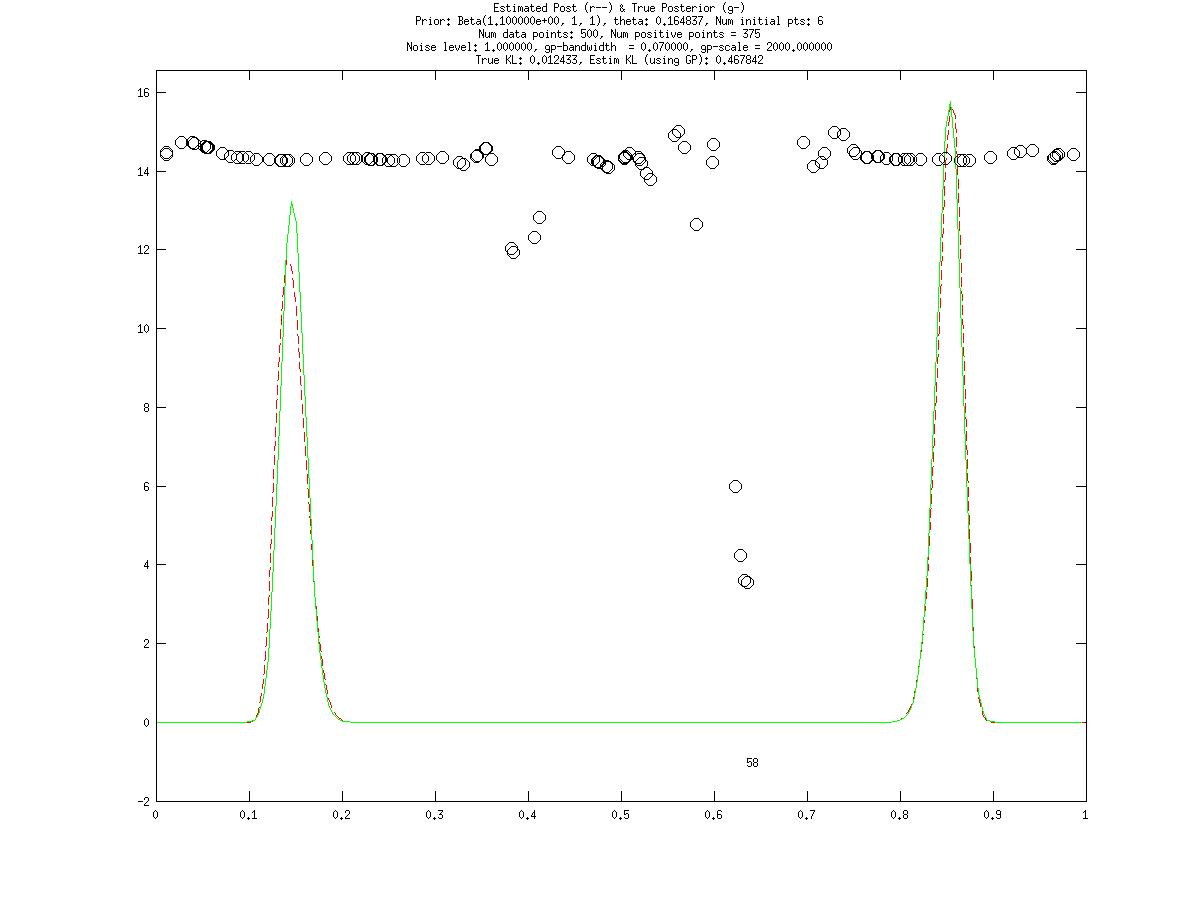 Estimated Post (r--) & True Posterior (g-)
Prior: Beta(1.100000e+00, 1, 1), theta: 0.164837, Num initial pts: 6
Num data points: 500, Num positive points = 375
Noise level: 1.000000, gp-bandwidth  = 0.070000, gp-scale = 2000.000000
True KL: 0.012433, Estim KL (using GP): 0.467842
16
14
12
10
8
6
4
2
0
58
-2
0 0.1 0.2 0.3 0.4 0.5 0.6 0.7 0.8 0.9 1